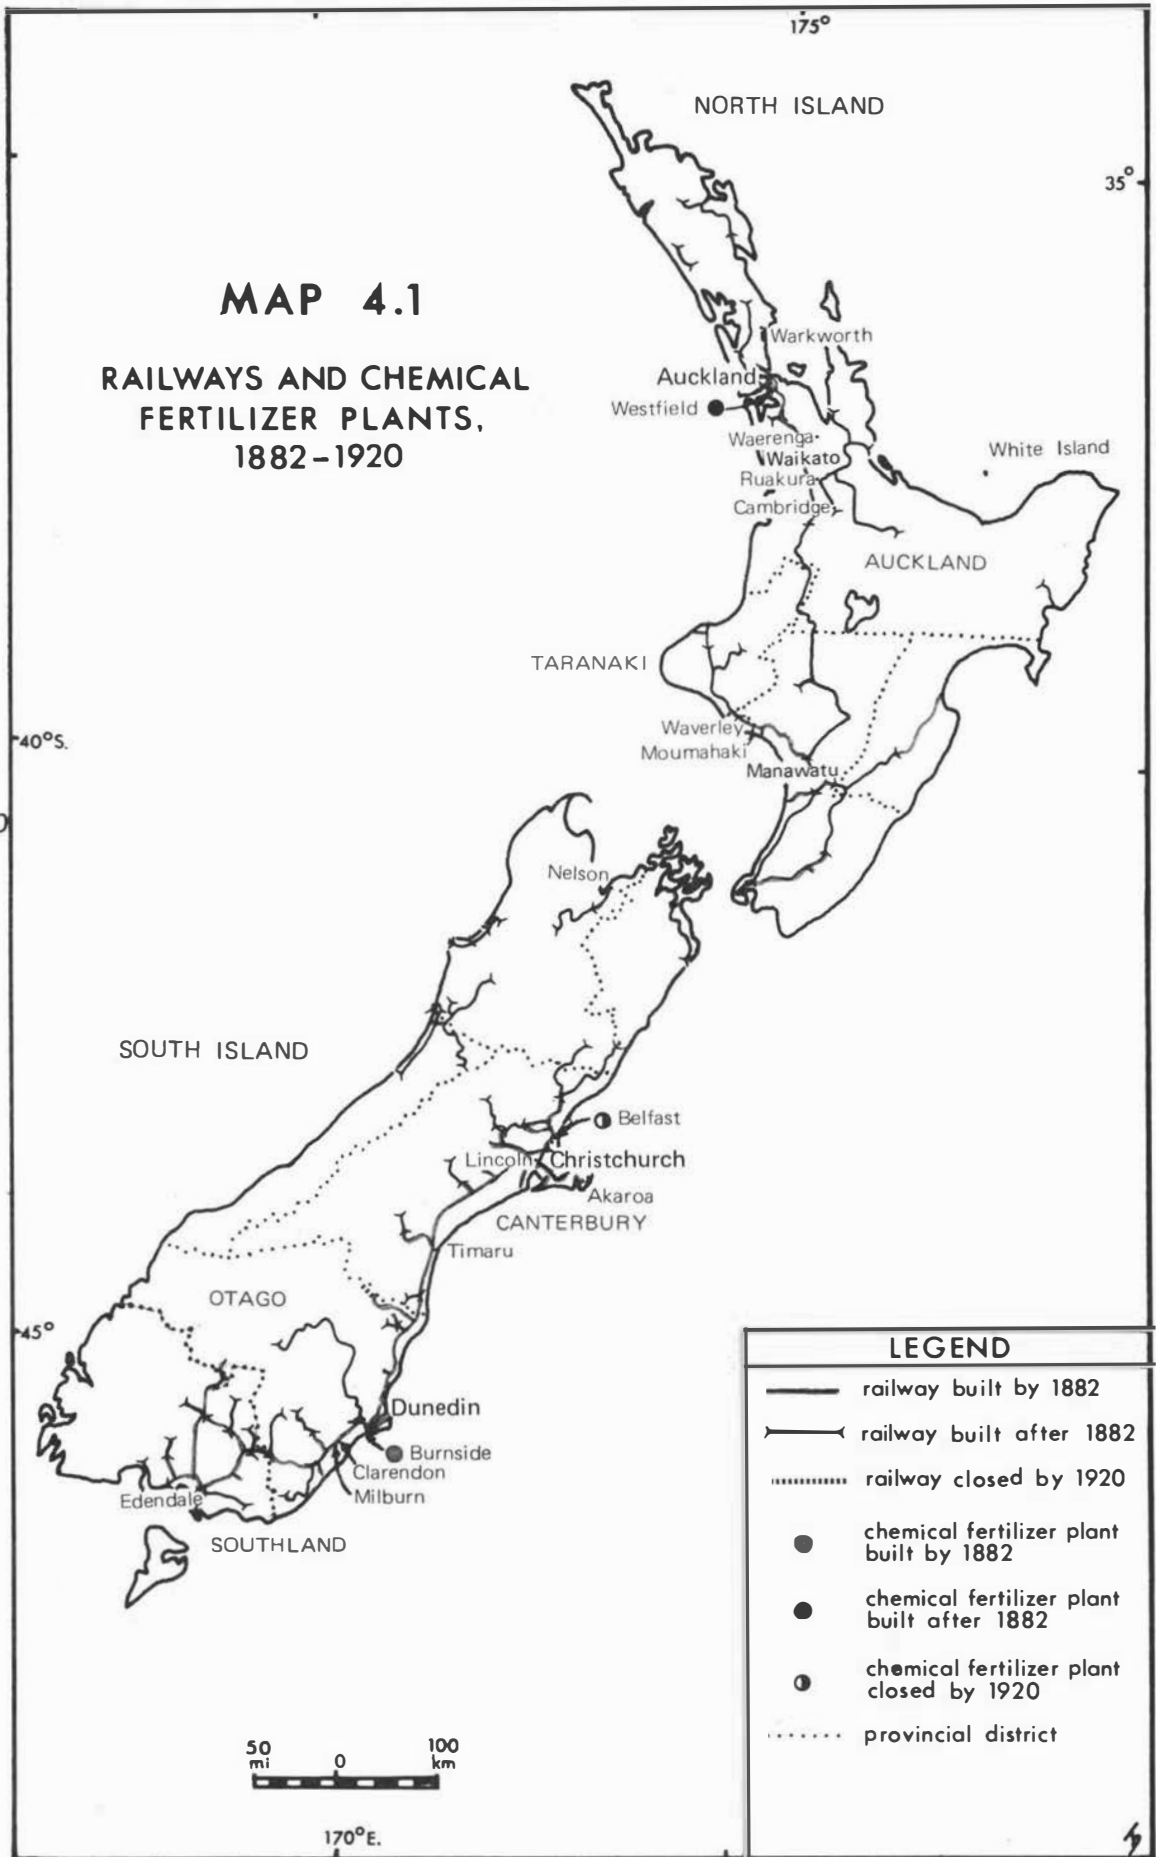 175°
NORTH ISLAND
35°
MAP 4.1
RAILWAYS AND CHEMICAL
FERTILIZER PLANTS,
1882-1920
Warkworth
Auckland
Westfield
Waerenga
Waikato
White Island
Ruakura
Cambridge
AUCKLAND
TARANAKI
Waverley
40°S.
Moumahaki
Manawatu
Nelson
SOUTH ISLAND
Belfast
Lincoln
Christchurch
Akaroa
CANTERBURY
Timaru
OTAGO
45°
Dunedin
Burnside
Clarendon
Milburn
Edendale
SOUTHLAND
LEGEND
railway built by 1882
railway built after 1882
railway closed by 1920
chemical fertilizer plant
built by 1882
chemical fertilizer plant
built after 1882
chemical fertilizer plant
closed by 1920
provincial district
50 0 100
mi km
170°E.